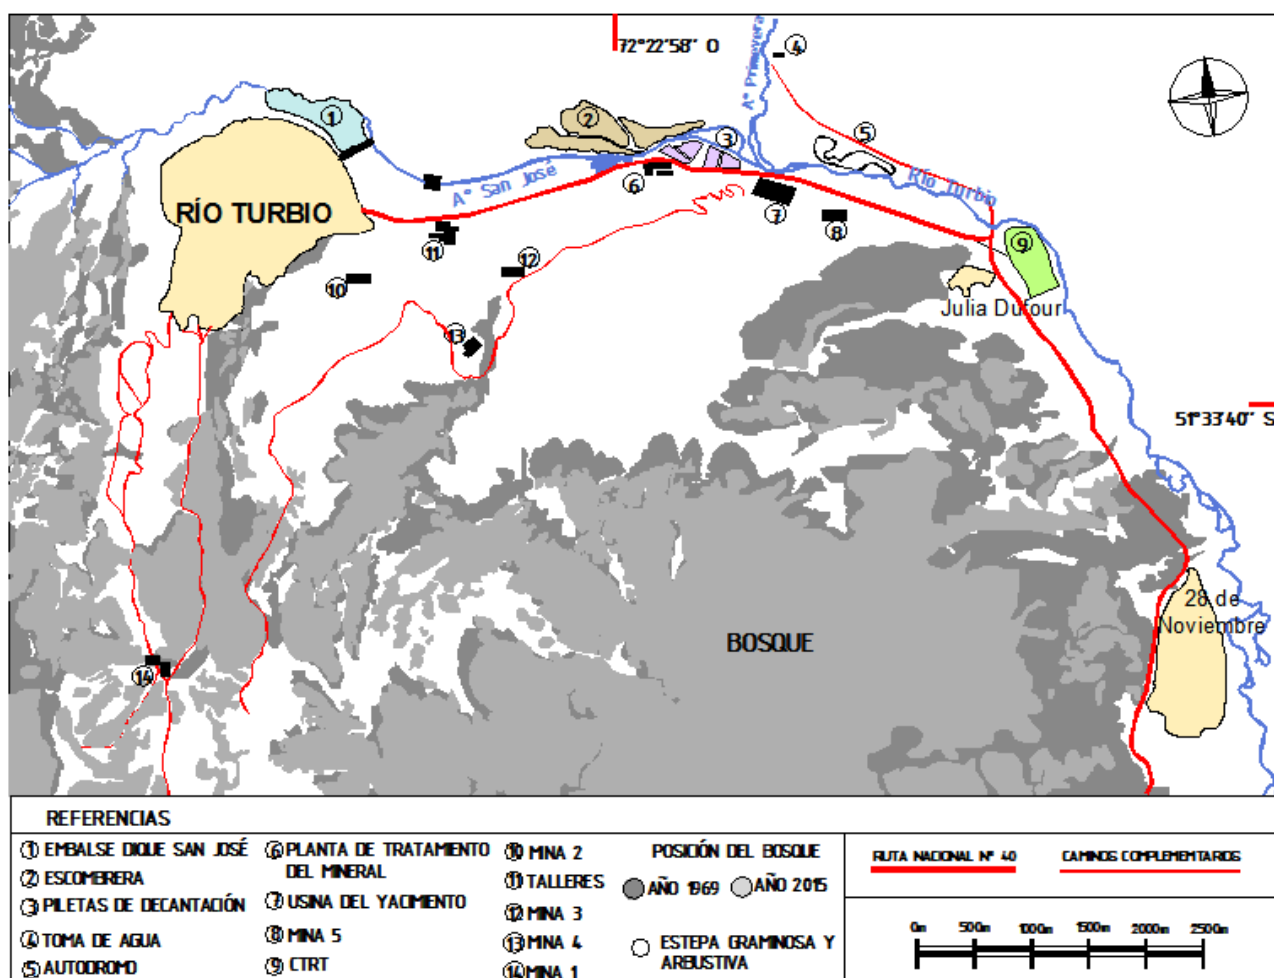 72°22'58'' O
4
A° Primavera
1
2
3
5
A° San José
6
Río Turbio
RÍO TURBIO
7
8
9
11
12
10
Julia Dufour
13
51°33'40'' S
28 de
Noviembre
BOSQUE
14
REFERENCIAS
1 EMBALSE DIQUE SAN JOSÉ
2 ESCOMBRERA
3 PILETAS DE DECANTACIÓN
4 TOMA DE AGUA
5 AUTODROMO
6 PLANTA DE TRATAMIENTO
DEL MINERAL
7 USINA DEL YACIMIENTO
8 MINA 5
9 CTRT
10 MINA 2
11 TALLERES
12 MINA 3
13 MINA 4
14 MINA 1
POSICIÓN DEL BOSQUE
AÑO 1969 AÑO 2015
ESTEPA GRAMINOSA Y
ARBUSTIVA
RUTA NACIONAL N° 40
CAMINOS COMPLEMENTARIOS
0m 500m 1000m 1500m 2000m 2500m